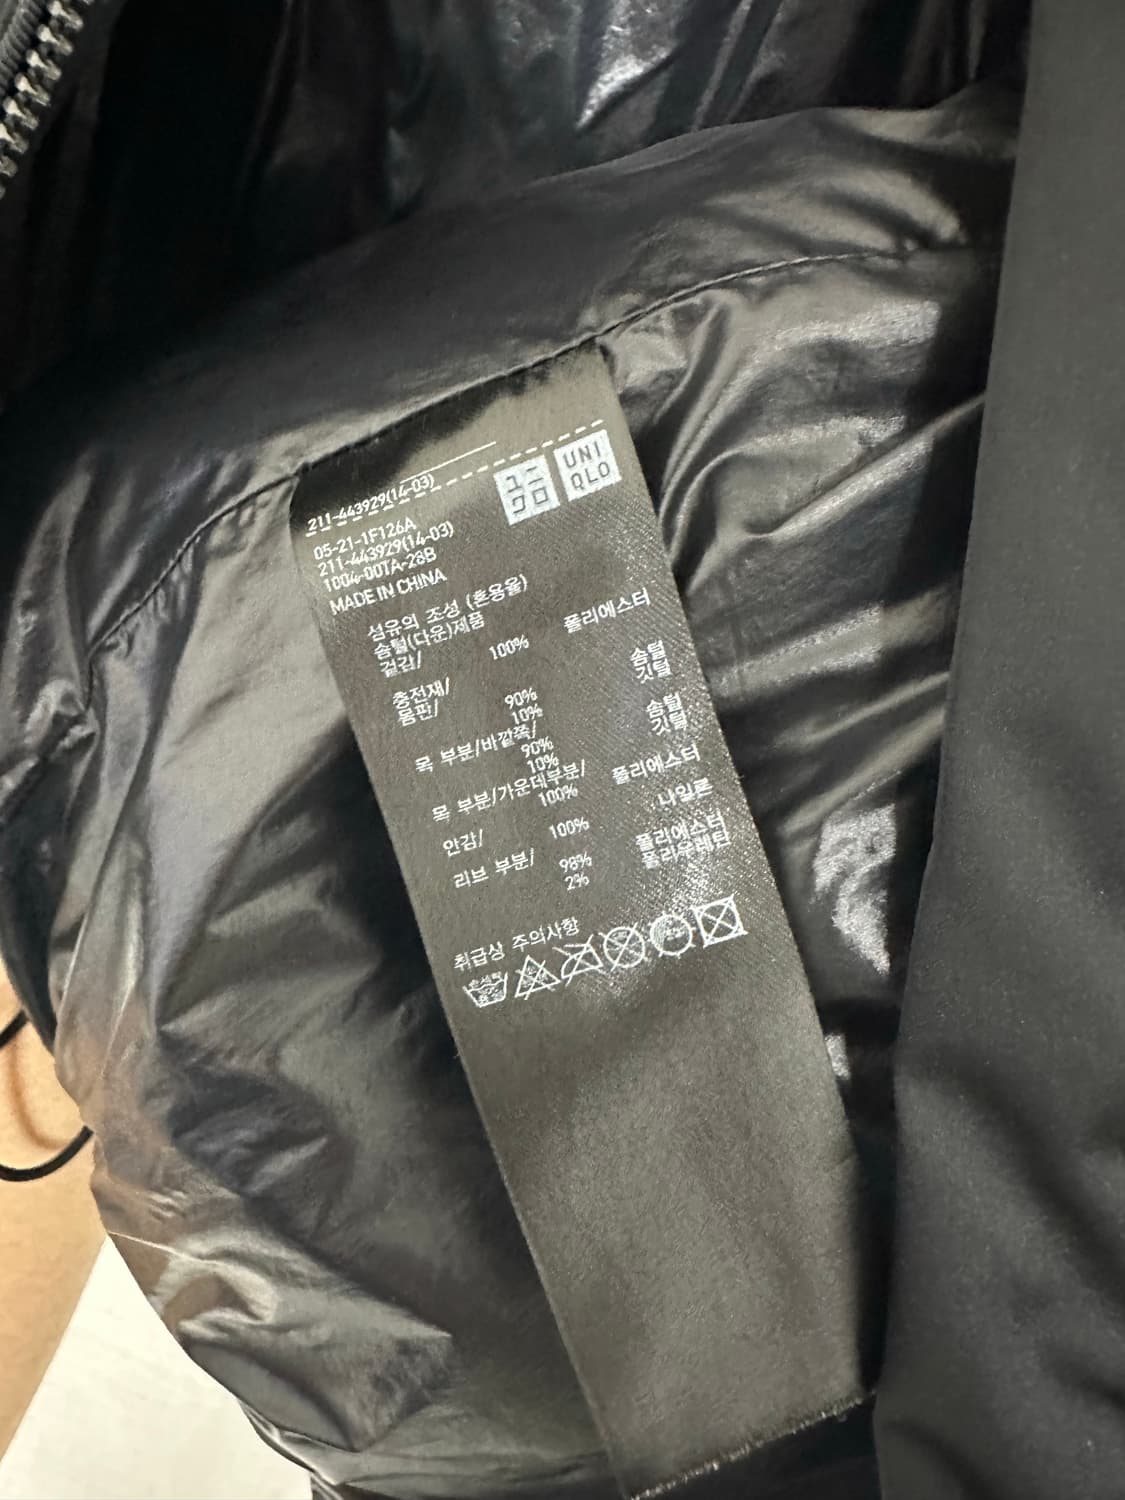 211-443929(14-03)
ユニ
クロ
UNI
QLO
05-21-1F126A
211-443929(14-03)
1004-00TA-28B
MADE IN CHINA
섬유의 조성 (혼용율)
솜털(다운)제품
겉감/ 100% 폴리에스터
충전재/
몸판/ 90% 솜털
10% 깃털
목 부분/바깥쪽/
90% 솜털
10% 깃털
목 부분/가운데부분/
100% 폴리에스터
안감/ 100% 나일론
리브 부분/ 98% 폴리에스터
2% 폴리우레탄
취급상 주의사항
손세탁